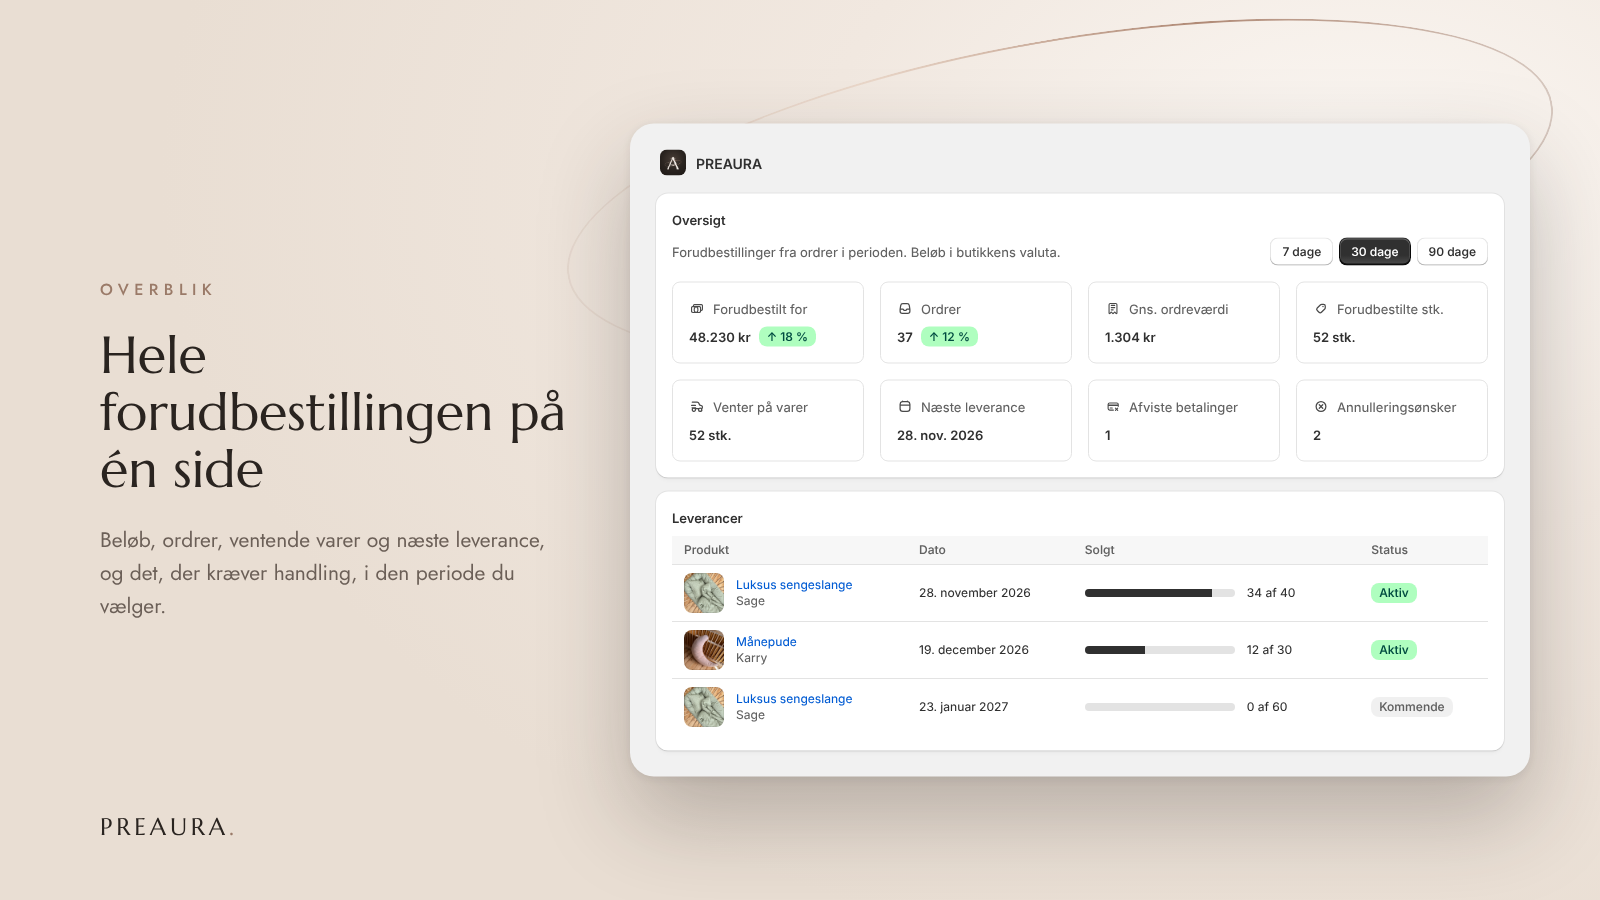 OVERBLIK
Hele
forudbestillingen på
én side
Beløb, ordrer, ventende varer og næste leverance,
og det, der kræver handling, i den periode du
vælger.
PREAURA.
A PREAURA
Oversigt
Forudbestillinger fra ordrer i perioden. Beløb i butikkens valuta.
7 dage 30 dage 90 dage
Forudbestilt for
48.230 kr ↑ 18 %
Ordrer
37 ↑ 12 %
Gns. ordreværdi
1.304 kr
Forudbestilte stk.
52 stk.
Venter på varer
52 stk.
Næste leverance
28. nov. 2026
Afviste betalinger
1
Annulleringsønsker
2
Leverancer
Produkt Dato Solgt Status
Luksus sengeslange
Sage
28. november 2026 34 af 40 Aktiv
Månepude
Karry
19. december 2026 12 af 30 Aktiv
Luksus sengeslange
Sage
23. januar 2027 0 af 60 Kommende